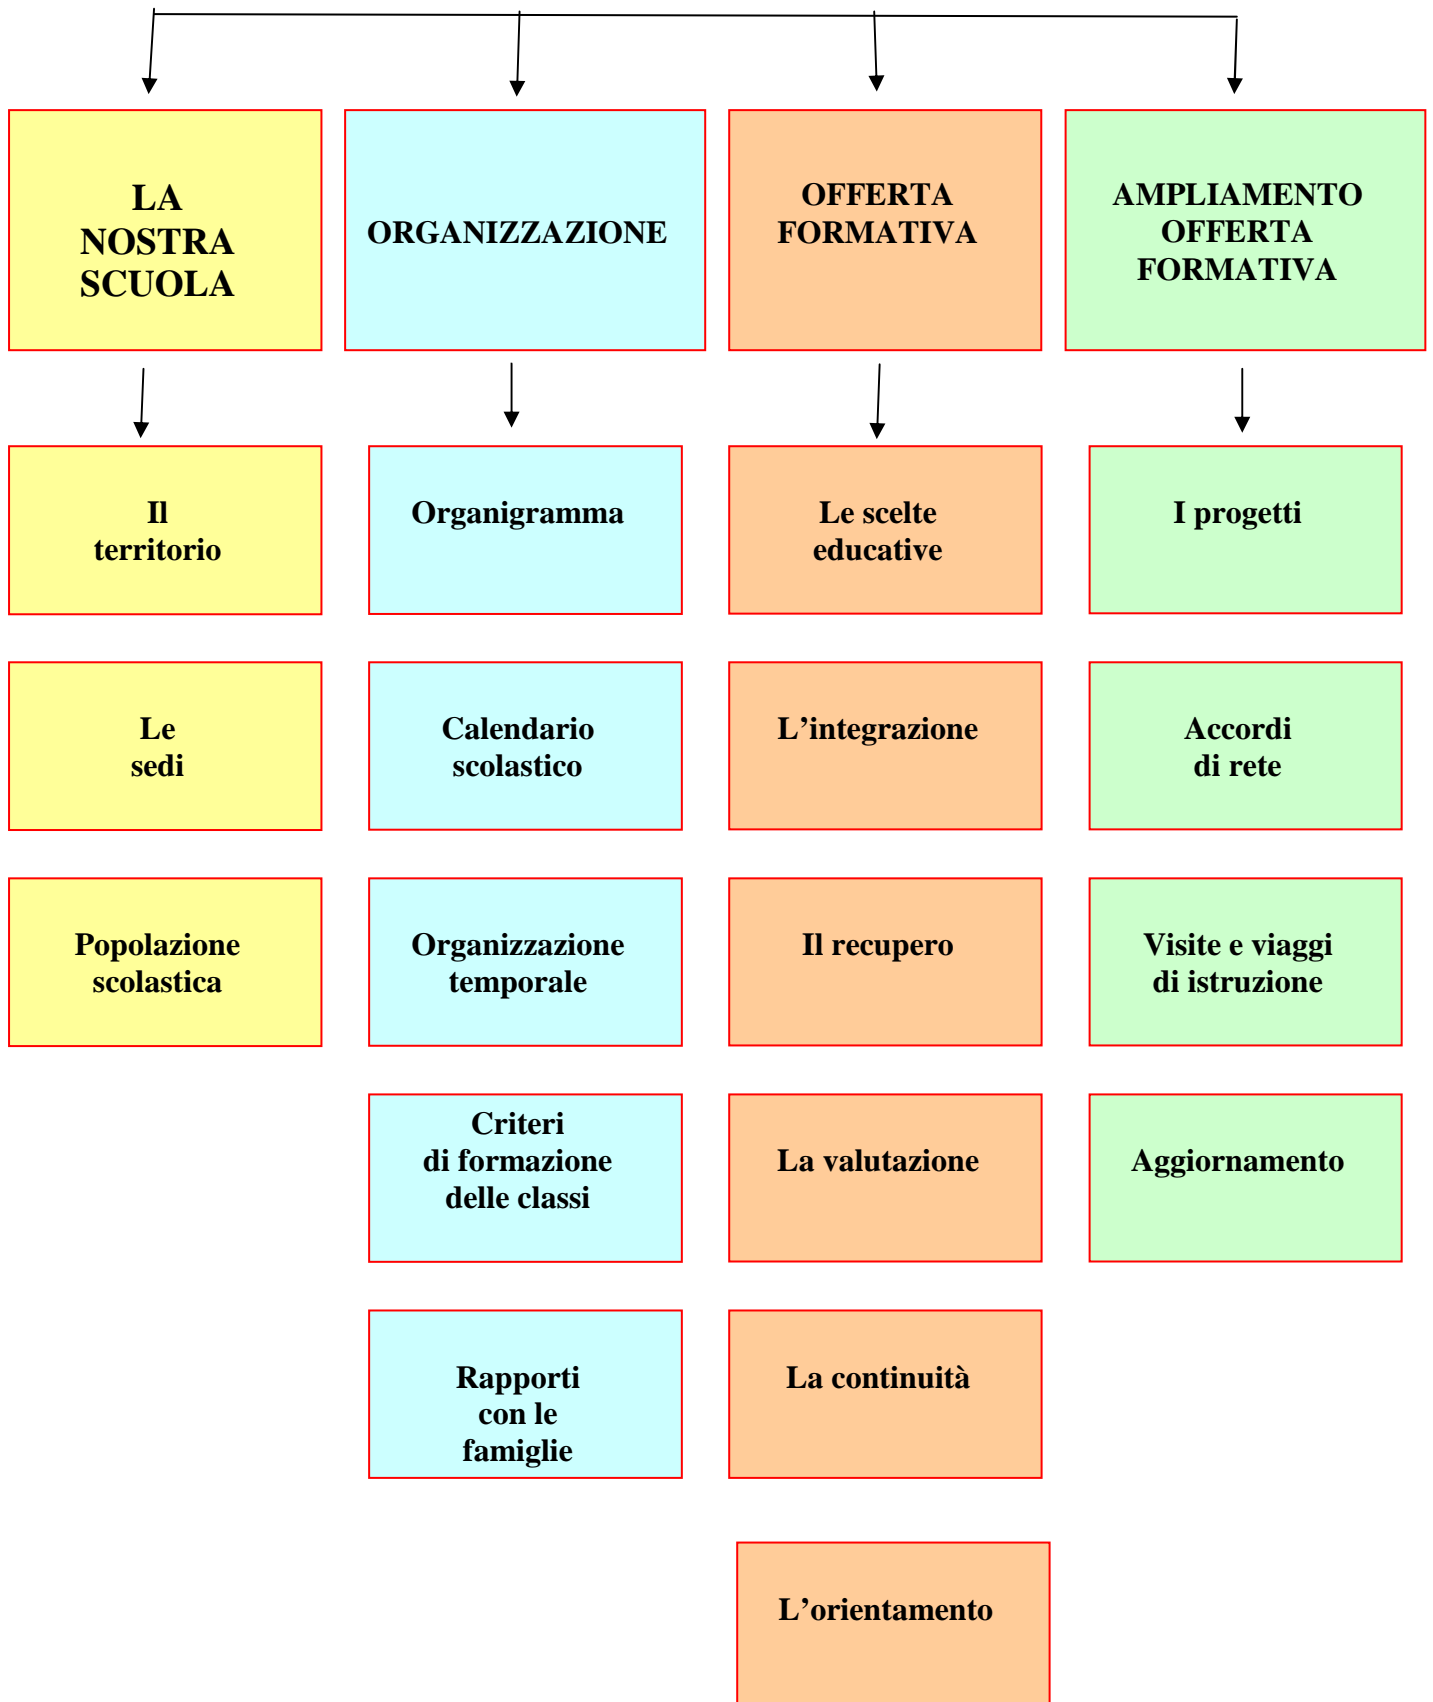 LA
NOSTRA
SCUOLA
ORGANIZZAZIONE
OFFERTA
FORMATIVA
AMPLIAMENTO
OFFERTA
FORMATIVA
Il
territorio
Organigramma
Le scelte
educative
I progetti
Le
sedi
Calendario
scolastico
L’integrazione
Accordi
di rete
Popolazione
scolastica
Organizzazione
temporale
Il recupero
Visite e viaggi
di istruzione
Criteri
di formazione
delle classi
La valutazione
Aggiornamento
Rapporti
con le
famiglie
La continuità
L’orientamento